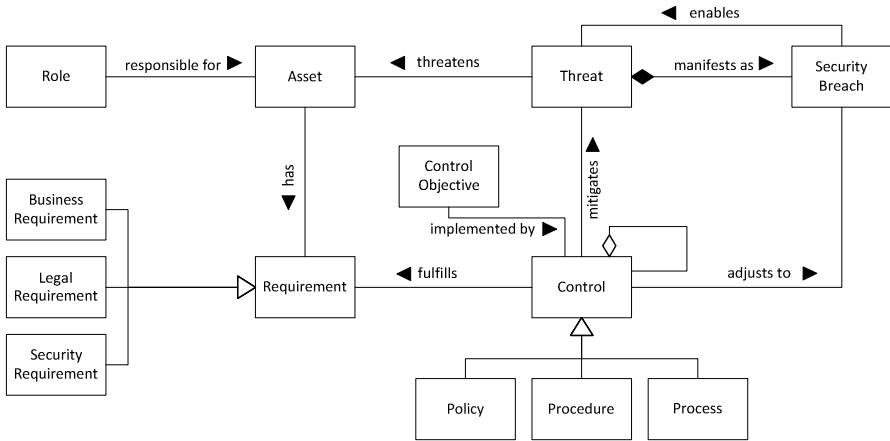 enables
Role
responsible for
Asset
threatens
Threat
manifests as
Security
Breach
has
Control
Objective
mitigates
Business
Requirement
implemented by
Legal
Requirement
Requirement
fulfills
Control
adjusts to
Security
Requirement
Policy
Procedure
Process